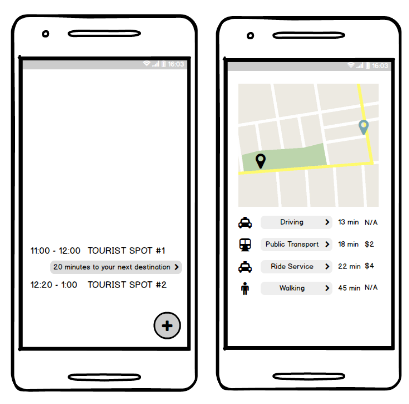 16:03
11:00 - 12:00 TOURIST SPOT #1
20 minutes to your next destination >
12:20 - 1:00 TOURIST SPOT #2
+
16:03
Driving > 13 min N/A
Public Transport > 18 min $2
Ride Service > 22 min $4
Walking > 45 min N/A